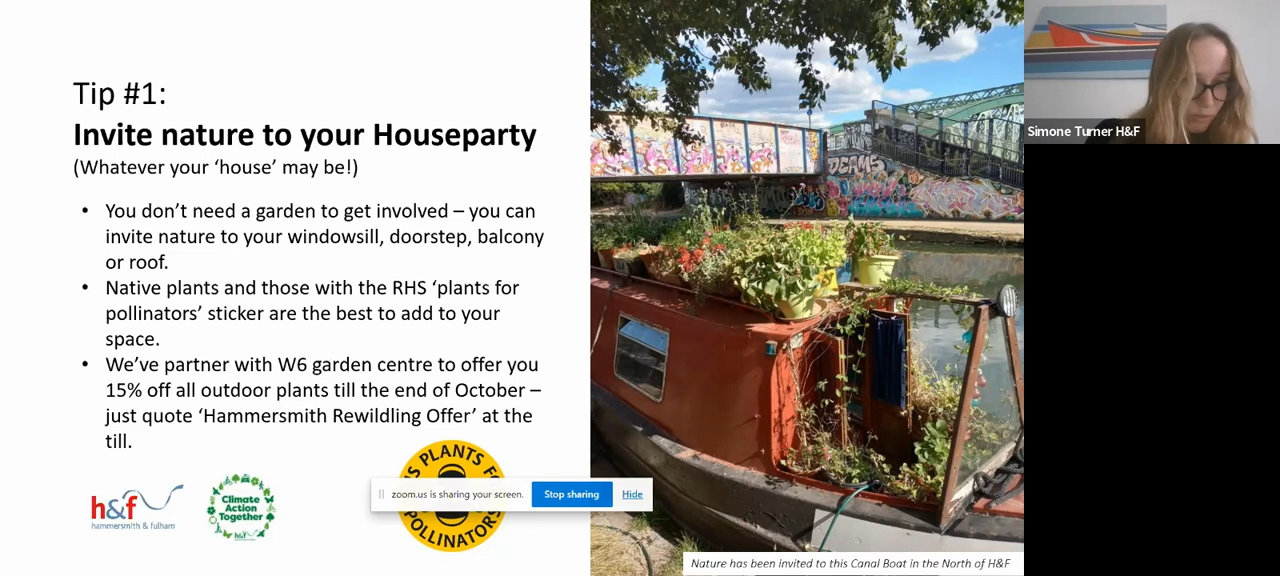 Tip #1:
Invite nature to your Houseparty
(Whatever your ‘house’ may be!)
• You don’t need a garden to get involved – you can
invite nature to your windowsill, doorstep, balcony
or roof.
• Native plants and those with the RHS ‘plants for
pollinators’ sticker are the best to add to your
space.
• We’ve partner with W6 garden centre to offer you
15% off all outdoor plants till the end of October –
just quote ‘Hammersmith Rewildling Offer’ at the
till.
h&f
hammersmith & fulham
Climate
Action
Together
h&f
PLANTS
POLLINATORS
zoom.us is sharing your screen.
Stop sharing
Hide
DEAMS
Nature has been invited to this Canal Boat in the North of H&F
Simone Turner H&F